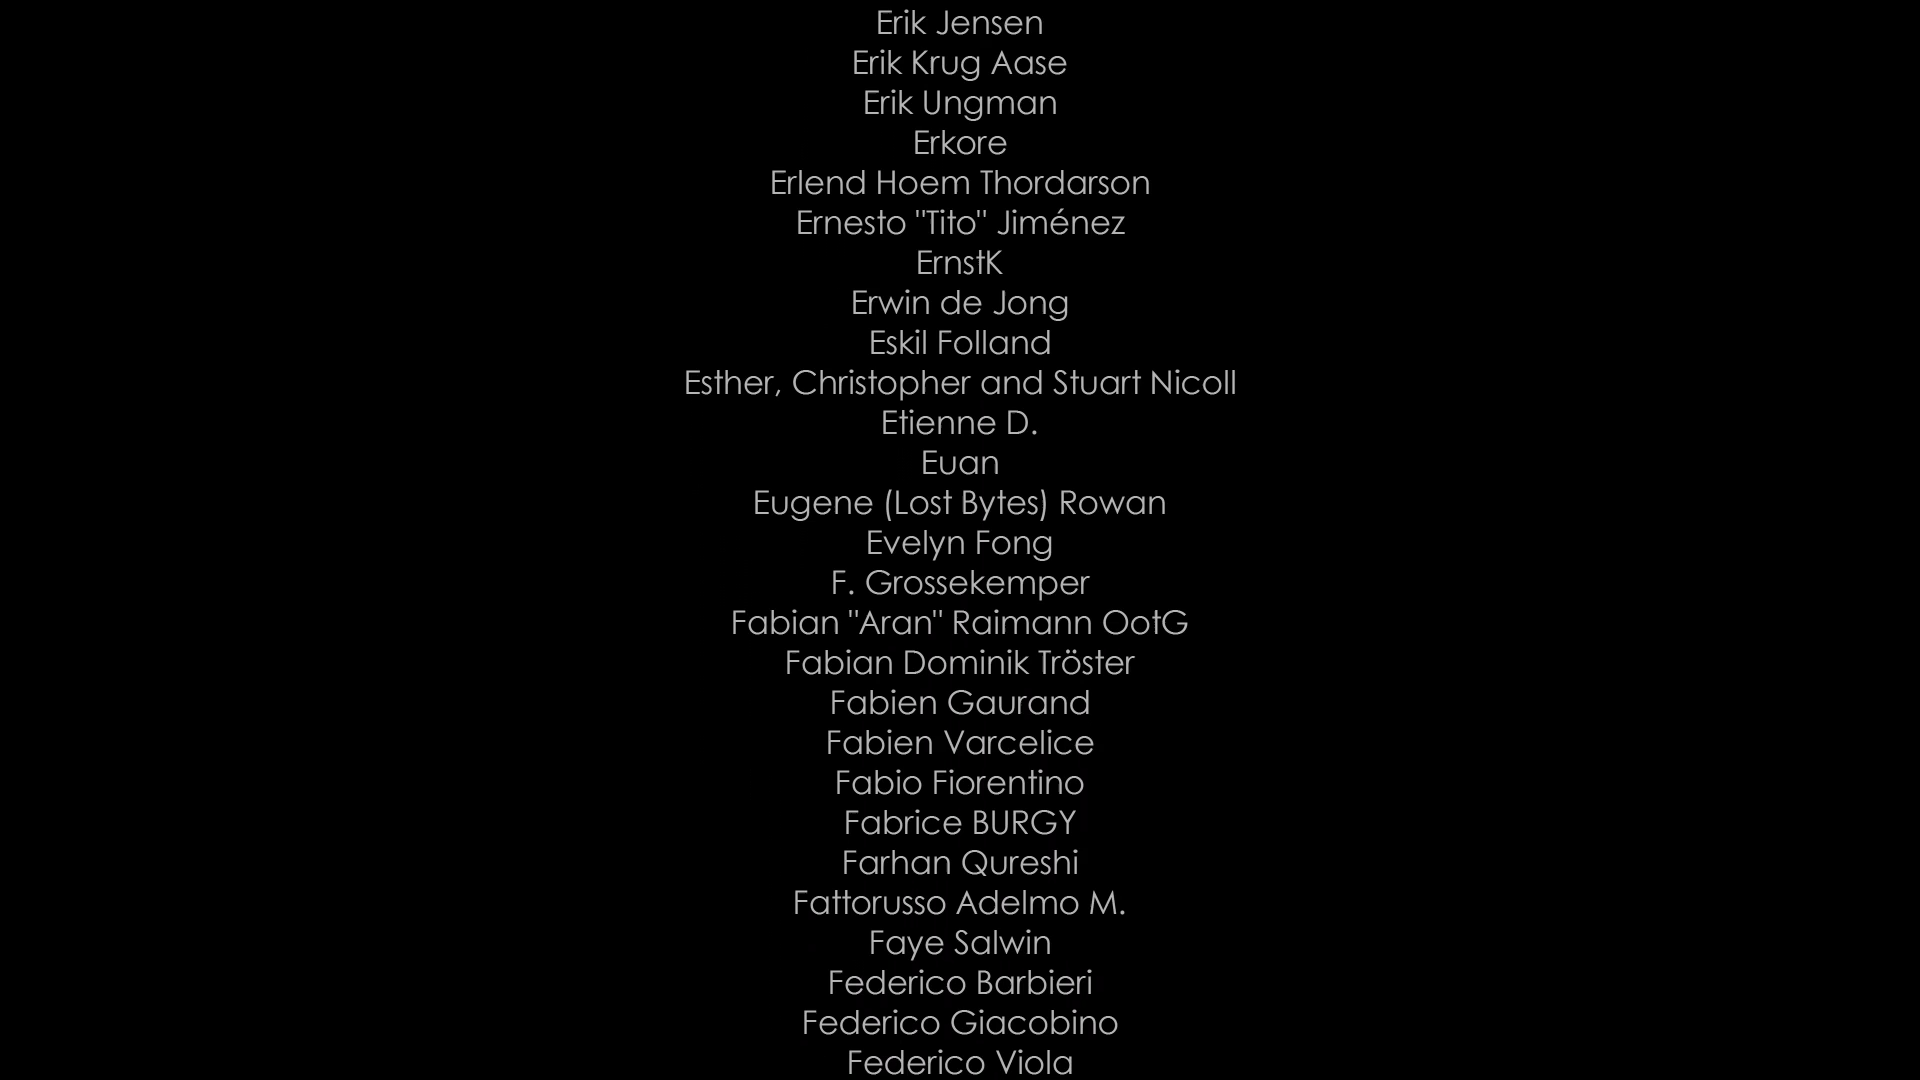 Erik Jensen
Erik Krug Aase
Erik Ungman
Erkore
Erlend Hoem Thordarson
Ernesto "Tito" Jiménez
ErnstK
Erwin de Jong
Eskil Folland
Esther, Christopher and Stuart Nicoll
Etienne D.
Euan
Eugene (Lost Bytes) Rowan
Evelyn Fong
F. Grossekemper
Fabian "Aran" Raimann OotG
Fabian Dominik Tröster
Fabien Gaurand
Fabien Varcelice
Fabio Fiorentino
Fabrice BURGY
Farhan Qureshi
Fattorusso Adelmo M.
Faye Salwin
Federico Barbieri
Federico Giacobino
Federico Viola